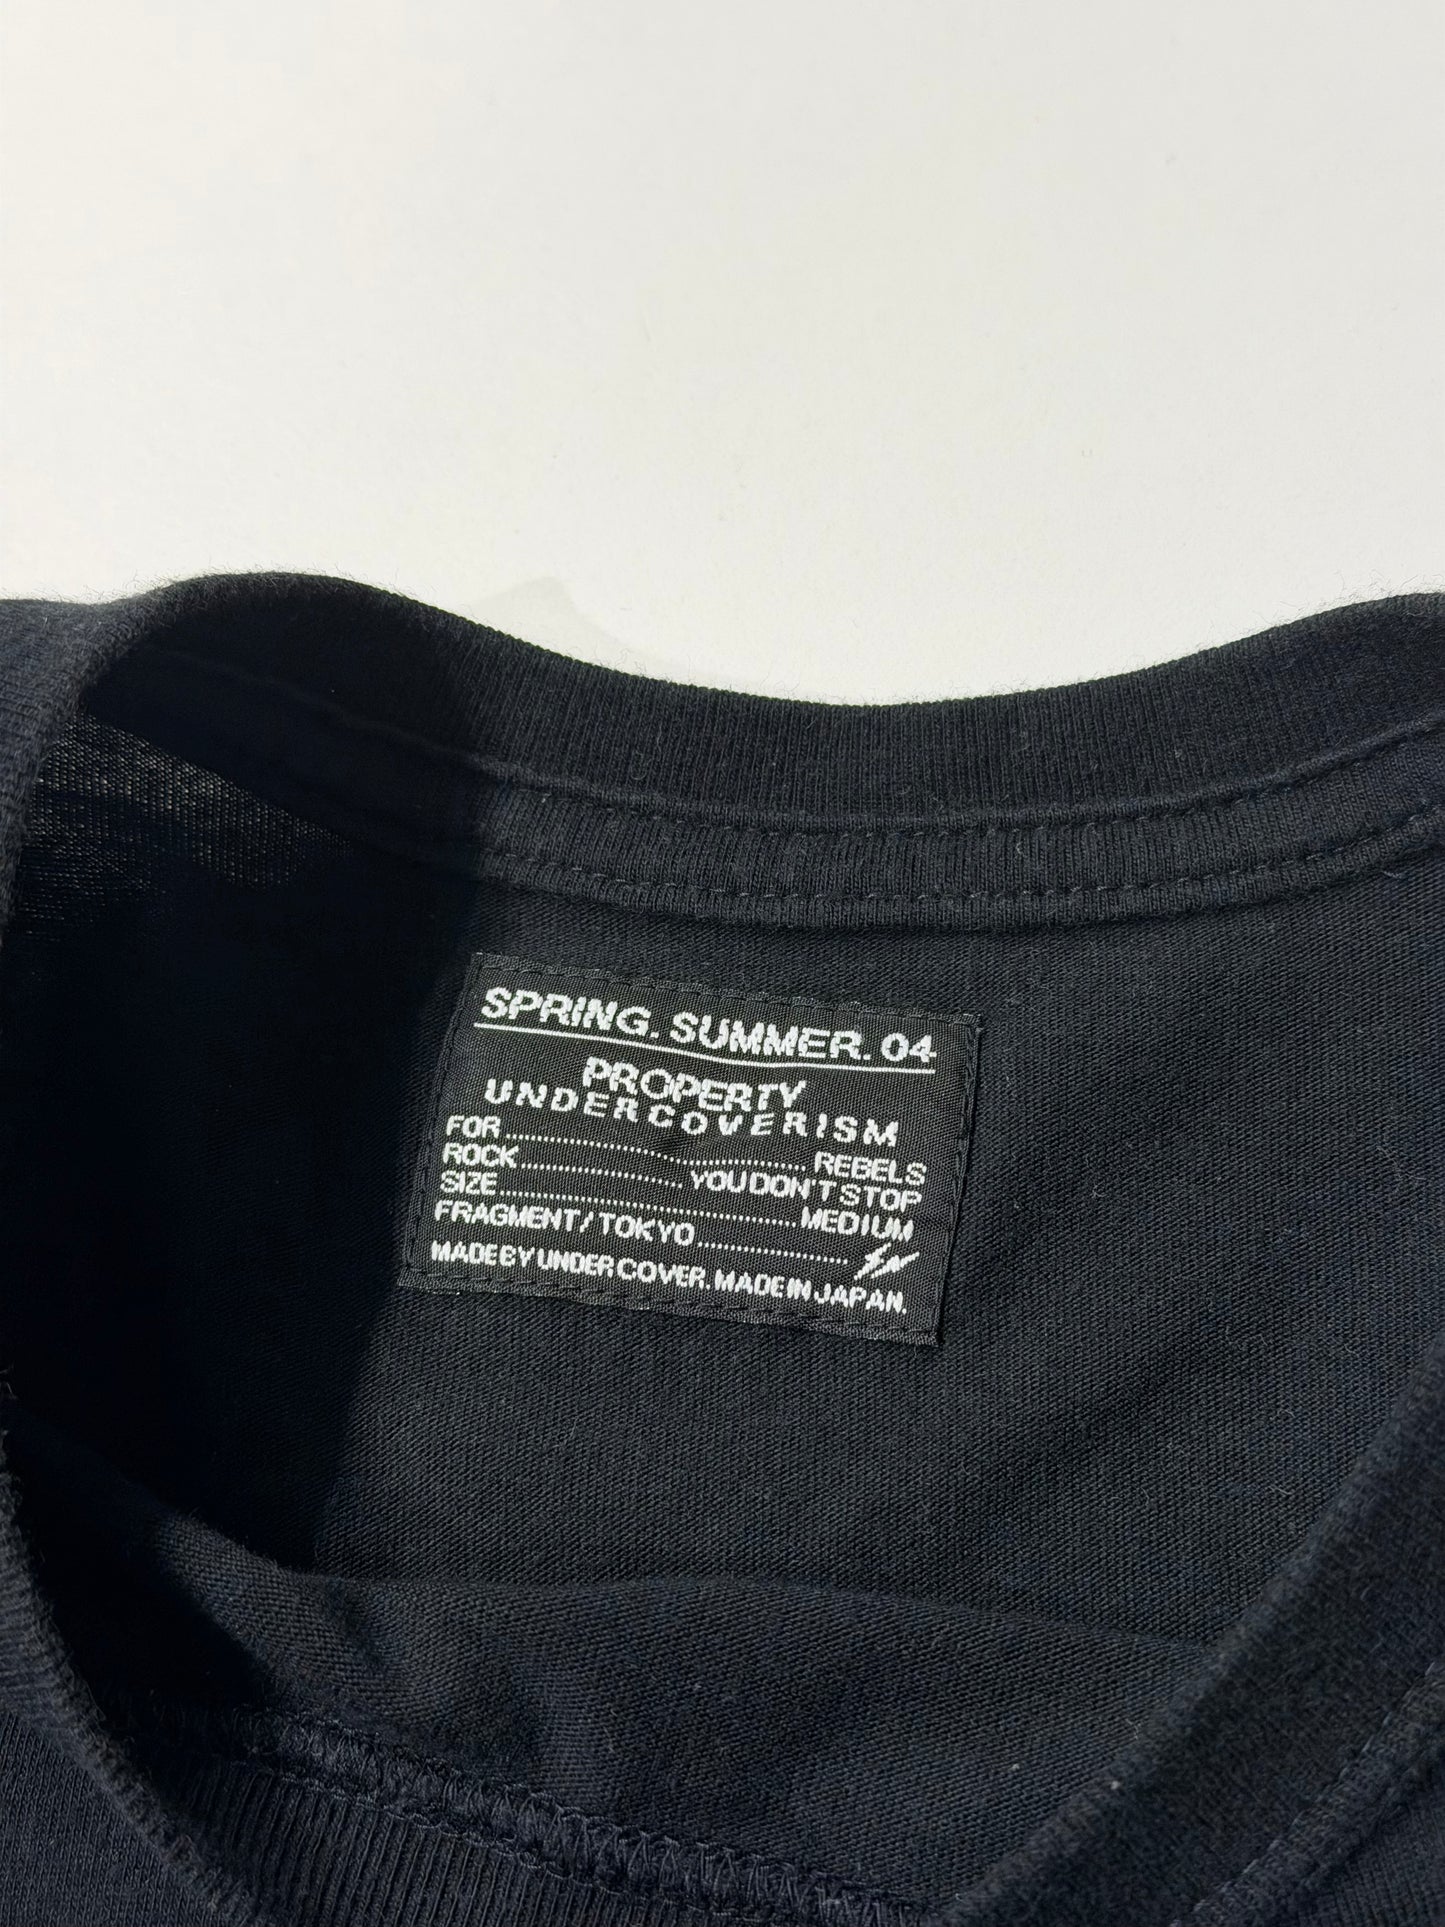 SPRING. SUMMER. 04
PROPERTY
UNDERCOVERISM
FOR.............................REBELS
ROCK...............YOU DON'T STOP
SIZE.............................MEDIUM
FRAGMENT/TOKYO...............
MADE BY UNDER COVER. MADE IN JAPAN.